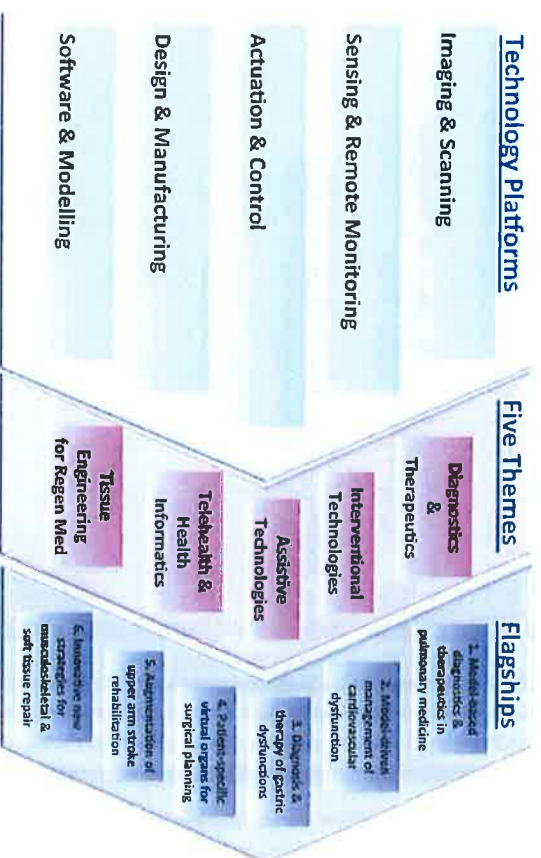 Technology Platforms
Imaging & Scanning
Sensing & Remote Monitoring
Actuation & Control
Design & Manufacturing
Software & Modelling
Five Themes
Diagnostics
&
Therapeutics
Interventional
Technologies
Assistive
Technologies
Telehealth &
Health
Informatics
Tissue
Engineering
for Regen Med
Flagships
1. Model-based
diagnostics &
therapeutics in
pulmonary medicine
2. Model-driven
management of
cardiovascular
dysfunction
3. Diagnosis &
therapy of gastric
dysfunctions
4. Patient-specific
virtual organs for
surgical planning
5. Augmentation of
upper arm stroke
rehabilitation
6. Innovative new
strategies for
musculoskeletal &
soft tissue repair